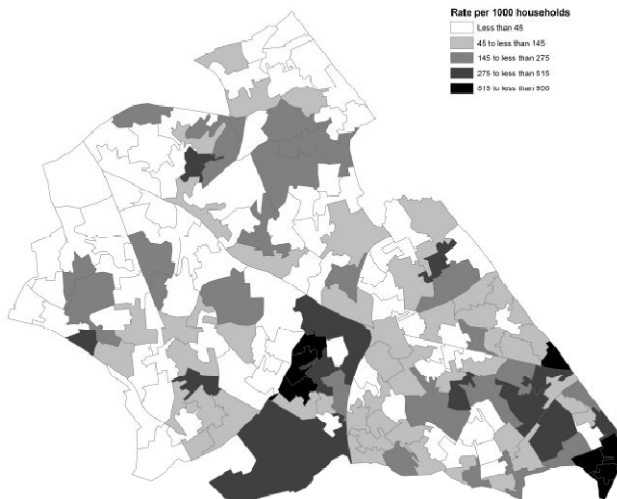 Rate per 1000 households
Less than 45
45 to less than 145
145 to less than 275
275 to less than 515
515 to less than 900